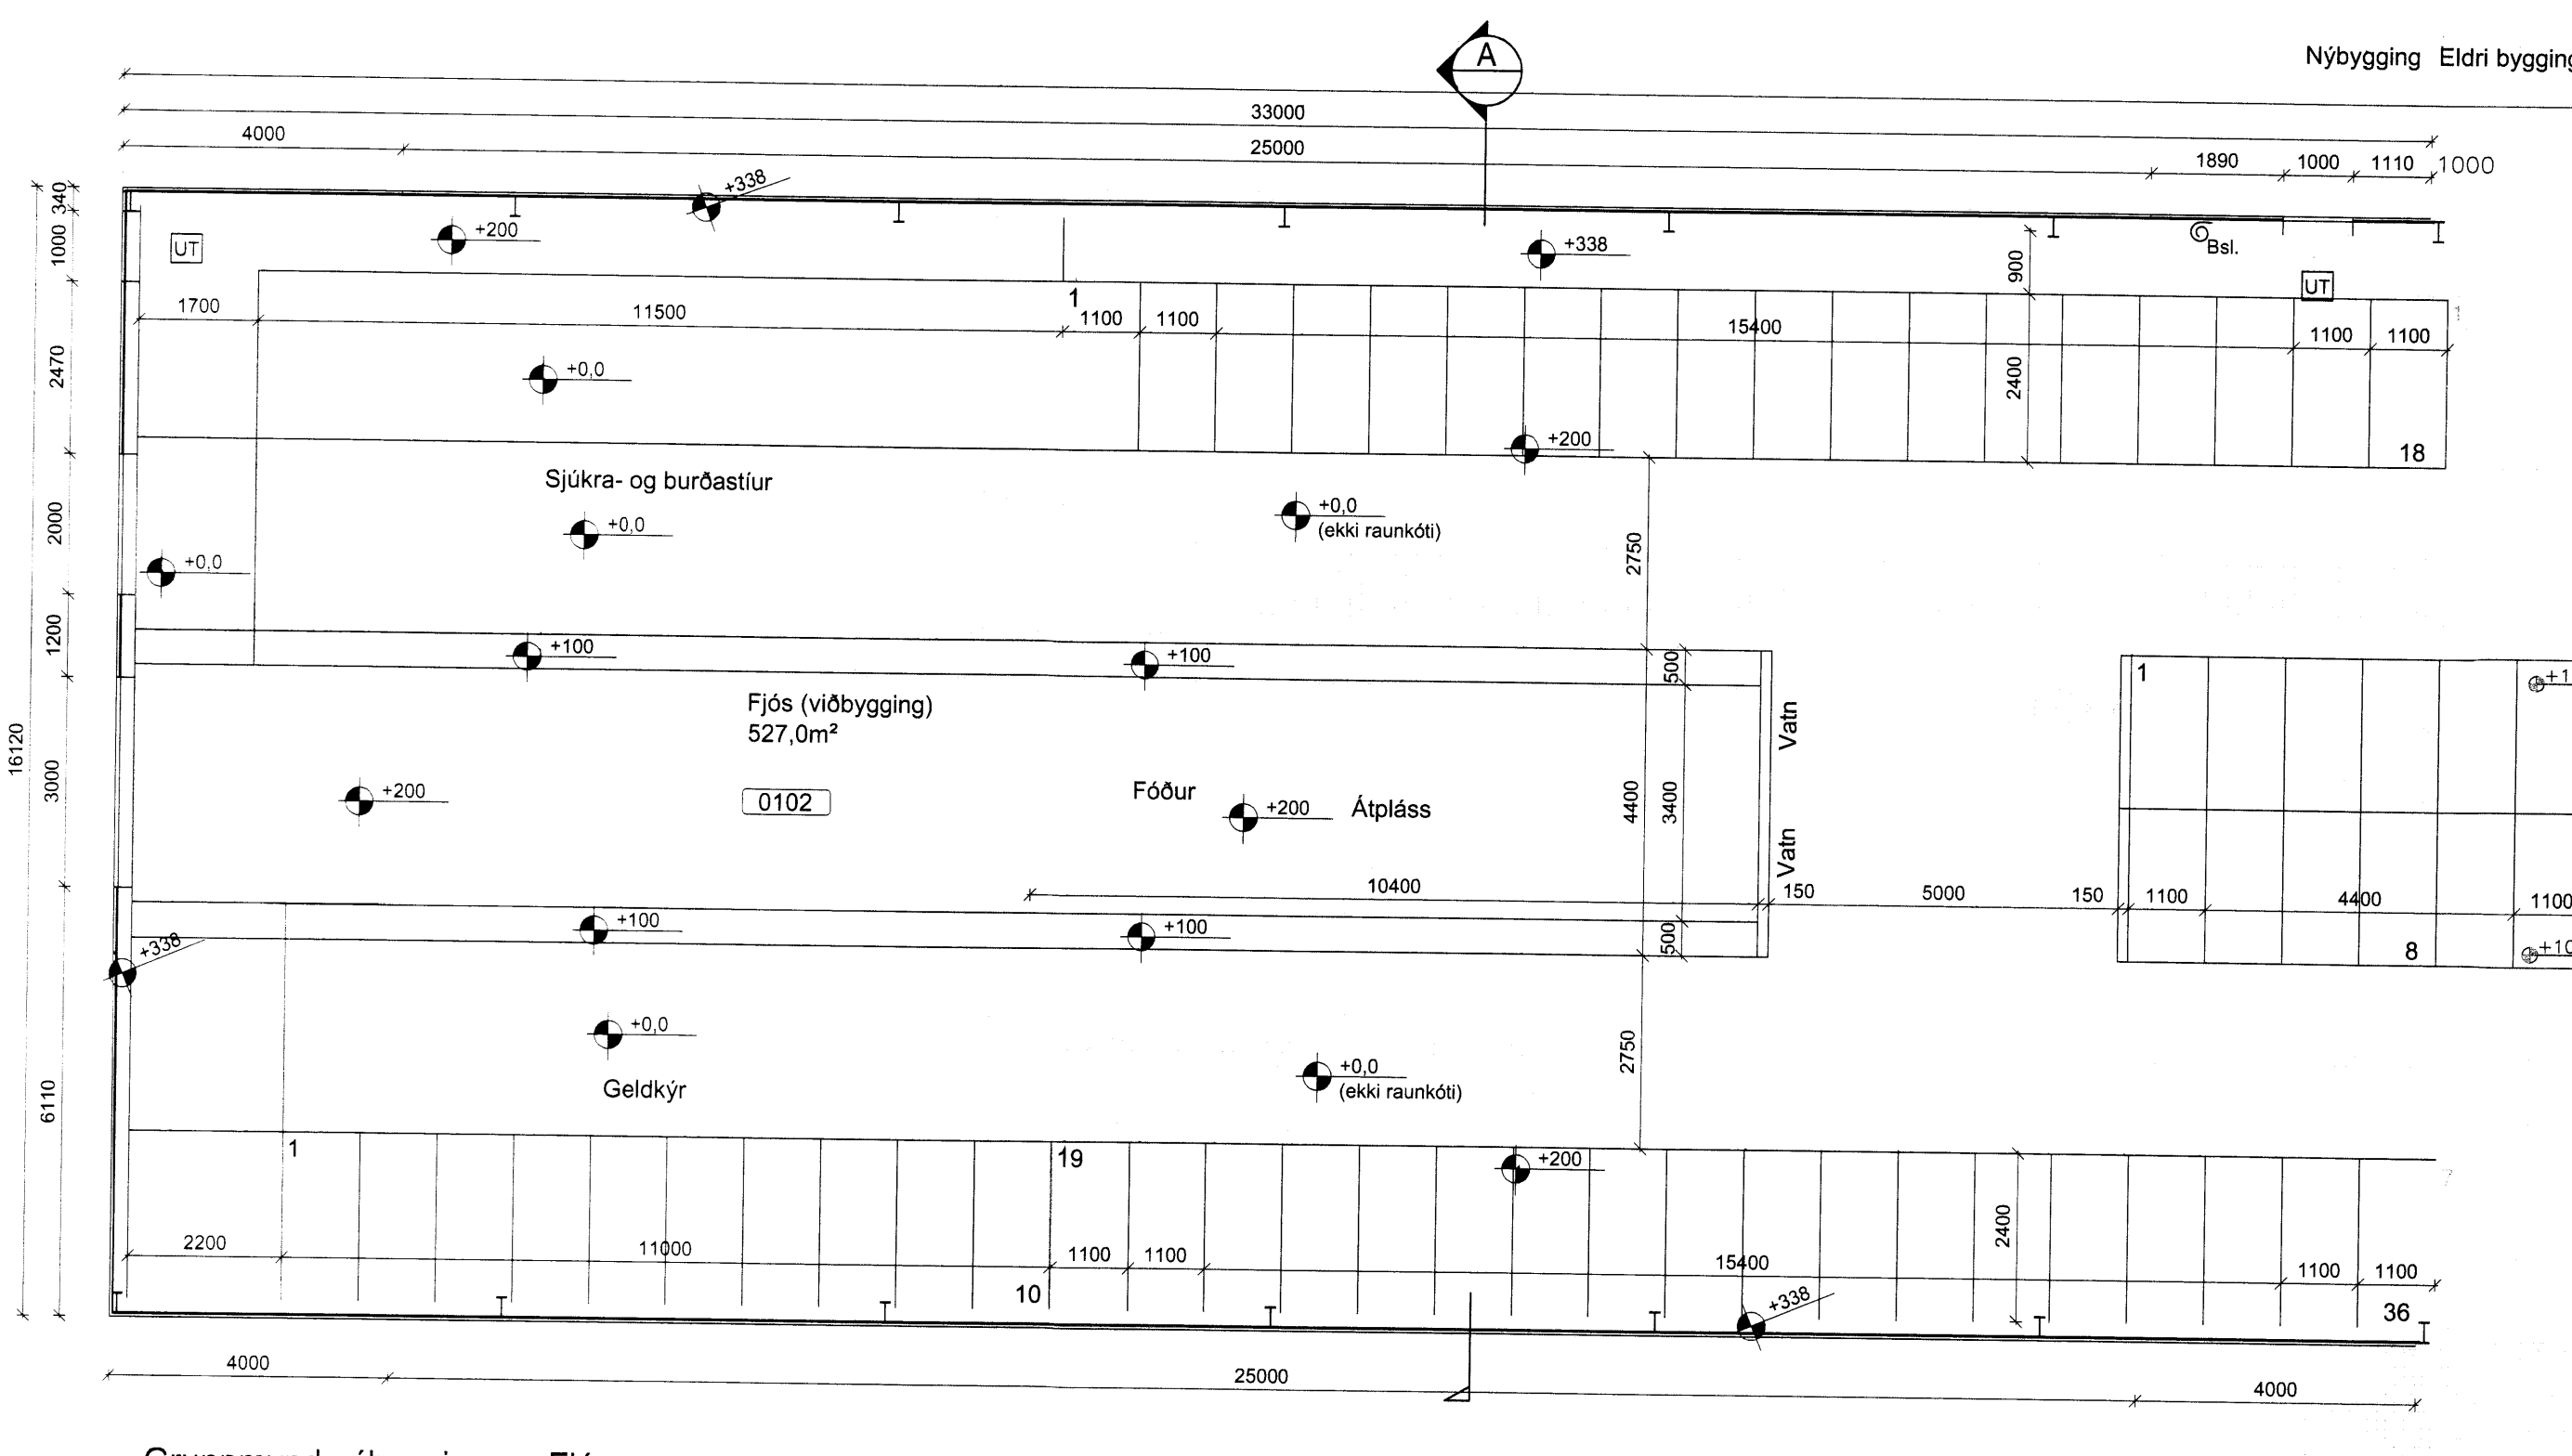 A
Nýbygging Eldri bygging
33000
4000 25000 1890 1000 1110 1000
340
+338
+200
UT
1000
+338
Bsl.
900
UT
1700 11500 1 1100 1100 15400 1100 1100
2470
+0,0
2400
+200
18
Sjúkra- og burðastíur
+0,0
(ekki raunkóti)
2000
+0,0
+0,0
2750
1200
+100
+100
500
1
Fjós (viðbygging)
527,0m²
Vatn
16120
3000
+200
0102
Fóður
+200
Átpláss
4400
3400
Vatn
10400 150 5000 150 1100 4400 1100
+100
+100
500
8
+338
+0,0
+0,0
(ekki raunkóti)
2750
6110
Geldkýr
1
19
+200
2400
2200 11000 1100 1100 15400 1100 1100
10
+338
36
4000 25000 4000